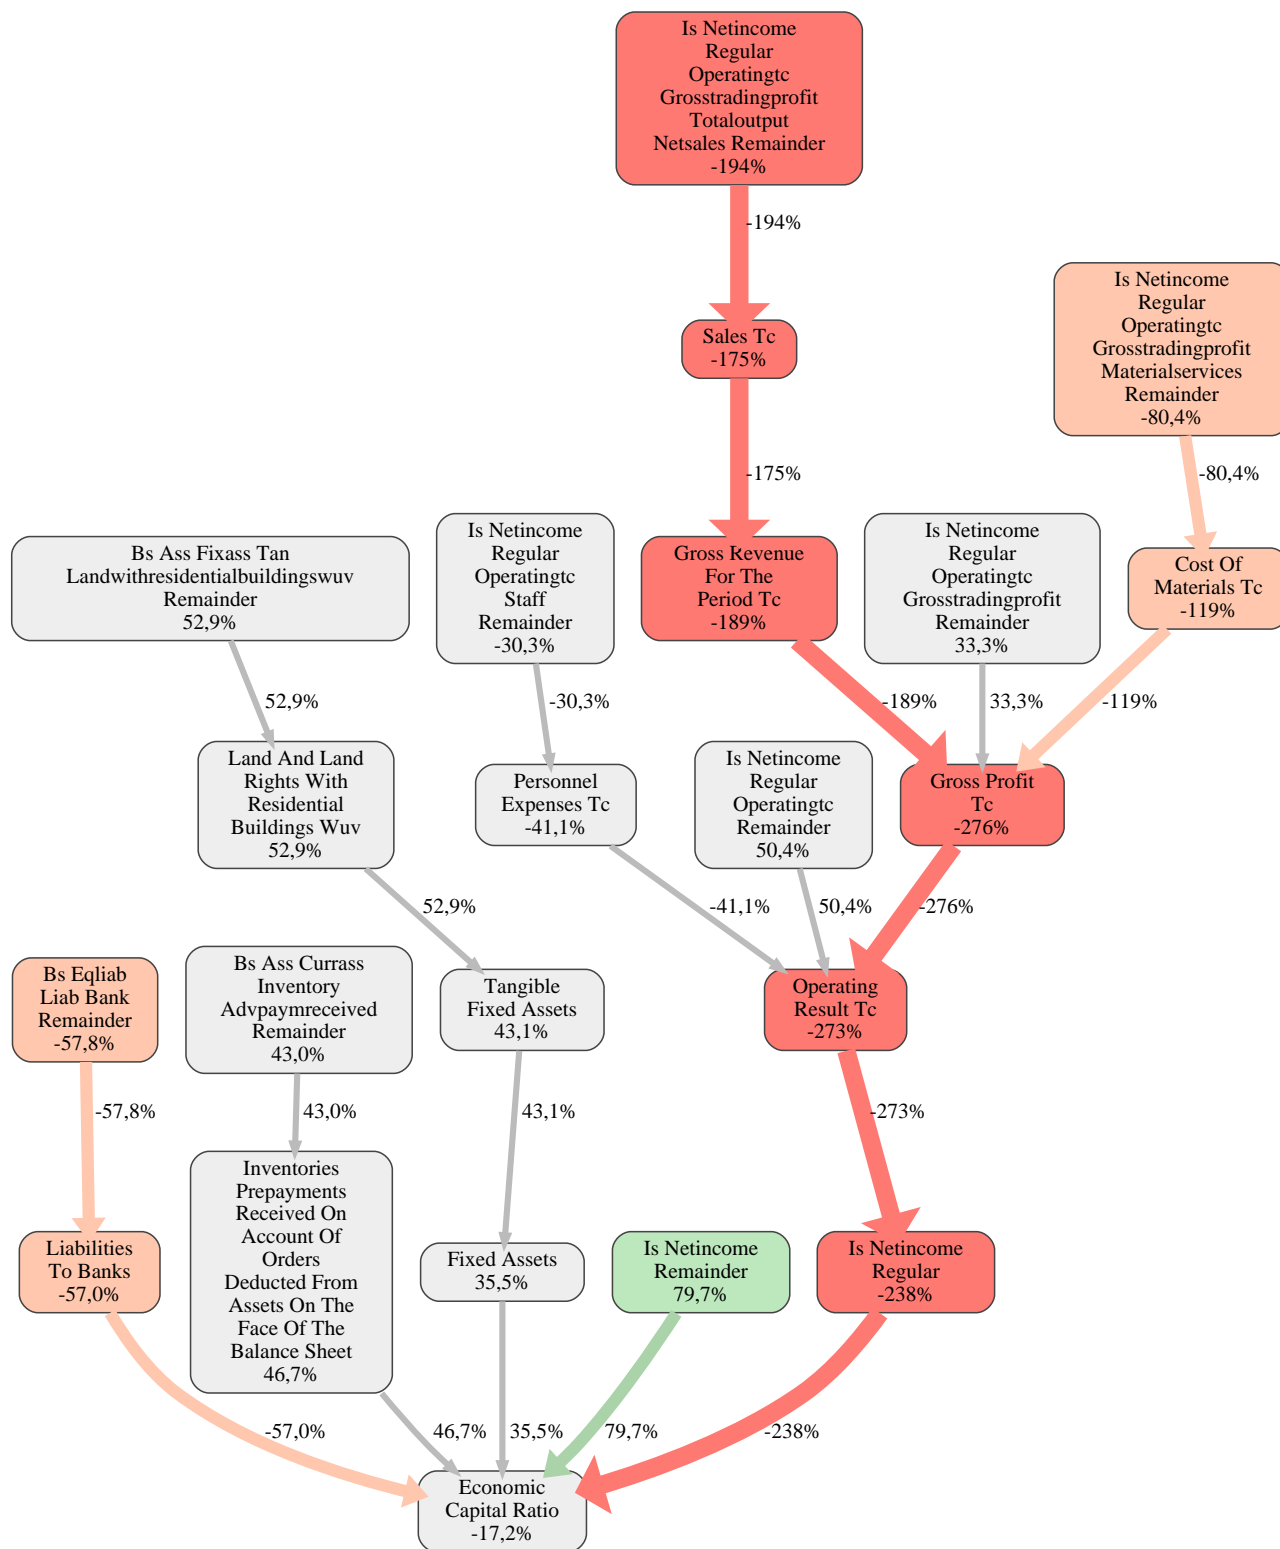 Is Netincome
Regular
Operatingtc
Grosstradingprofit
Totaloutput
Netsales Remainder
-194%
-194%
Is Netincome
Regular
Operatingtc
Grosstradingprofit
Materialservices
Remainder
-80,4%
Sales Tc
-175%
-175%
-80,4%
Bs Ass Fixass Tan
Landwithresidentialbuildingswuv
Remainder
52,9%
Is Netincome
Regular
Operatingtc
Staff
Remainder
-30,3%
Gross Revenue
For The
Period Tc
-189%
Is Netincome
Regular
Operatingtc
Grosstradingprofit
Remainder
33,3%
Cost Of
Materials Tc
-119%
52,9%
-30,3%
-189%
33,3%
-119%
Land And Land
Rights With
Residential
Buildings Wuv
52,9%
Personnel
Expenses Tc
-41,1%
Is Netincome
Regular
Operatingtc
Remainder
50,4%
Gross Profit
Tc
-276%
52,9%
-41,1%
50,4%
-276%
Bs Eqliab
Liab Bank
Remainder
-57,8%
Bs Ass Currass
Inventory
Advpaymreceived
Remainder
43,0%
Tangible
Fixed Assets
43,1%
Operating
Result Tc
-273%
-57,8%
43,0%
43,1%
-273%
Liabilities
To Banks
-57,0%
Inventories
Prepayments
Received On
Account Of
Orders
Deducted From
Assets On The
Face Of The
Balance Sheet
46,7%
Fixed Assets
35,5%
Is Netincome
Remainder
79,7%
Is Netincome
Regular
-238%
-57,0%
46,7%
35,5%
79,7%
-238%
Economic
Capital Ratio
-17,2%